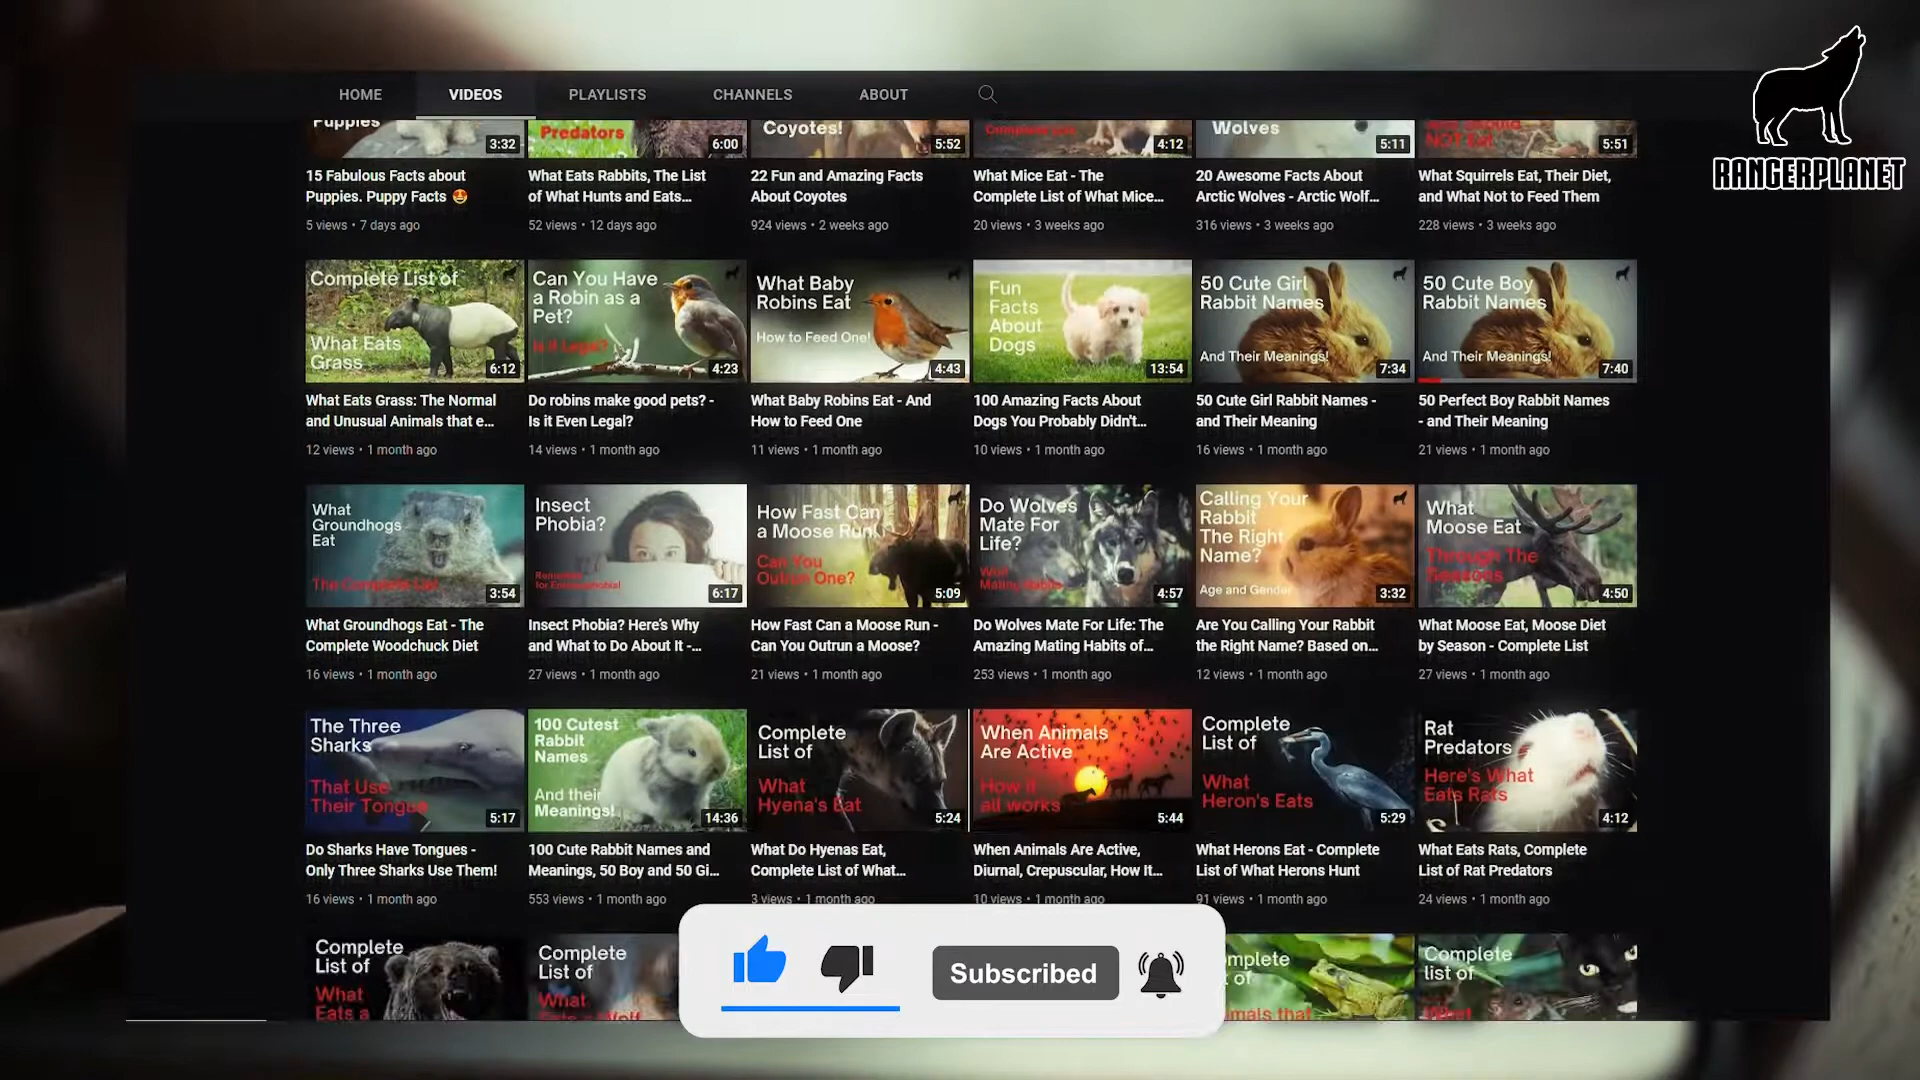 HOME VIDEOS PLAYLISTS CHANNELS ABOUT
RANGERPLANET
Puppies
3:32
Predators
6:00
Coyotes!
5:52
4:12
Wolves
5:11
NOT Eat
5:51
15 Fabulous Facts about
Puppies. Puppy Facts 🤩
5 views • 7 days ago
What Eats Rabbits, The List
of What Hunts and Eats...
52 views • 12 days ago
22 Fun and Amazing Facts
About Coyotes
924 views • 2 weeks ago
What Mice Eat - The
Complete List of What Mice...
20 views • 3 weeks ago
20 Awesome Facts About
Arctic Wolves - Arctic Wolf...
316 views • 3 weeks ago
What Squirrels Eat, Their Diet,
and What Not to Feed Them
228 views • 3 weeks ago
Complete List of
What Eats
Grass
6:12
Can You Have
a Robin as a
Pet?
Is it Legal?
4:23
What Baby
Robins Eat
How to Feed One!
4:43
Fun
Facts
About
Dogs
13:54
50 Cute Girl
Rabbit Names
And Their Meanings!
7:34
50 Cute Boy
Rabbit Names
And Their Meanings!
7:40
What Eats Grass: The Normal
and Unusual Animals that e...
12 views • 1 month ago
Do robins make good pets? -
Is it Even Legal?
14 views • 1 month ago
What Baby Robins Eat - And
How to Feed One
11 views • 1 month ago
100 Amazing Facts About
Dogs You Probably Didn't...
10 views • 1 month ago
50 Cute Girl Rabbit Names -
and Their Meaning
16 views • 1 month ago
50 Perfect Boy Rabbit Names
- and Their Meaning
21 views • 1 month ago
What
Groundhogs
Eat
The Complete List
3:54
Insect
Phobia?
Remedies
for Entomophobia!
6:17
How Fast Can
a Moose Run
Can You
Outrun One?
5:09
Do Wolves
Mate For
Life?
Wolf
Mating Habits
4:57
Calling Your
Rabbit
The Right
Name?
Age and Gender
3:32
What
Moose Eat
Through The
Seasons
4:50
What Groundhogs Eat - The
Complete Woodchuck Diet
16 views • 1 month ago
Insect Phobia? Here's Why
and What to Do About It -...
27 views • 1 month ago
How Fast Can a Moose Run -
Can You Outrun a Moose?
21 views • 1 month ago
Do Wolves Mate For Life: The
Amazing Mating Habits of...
253 views • 1 month ago
Are You Calling Your Rabbit
the Right Name? Based on...
12 views • 1 month ago
What Moose Eat, Moose Diet
by Season - Complete List
27 views • 1 month ago
The Three
Sharks
That Use
Their Tongue
5:17
100 Cutest
Rabbit
Names
And their
Meanings!
14:36
Complete
List of
What
Hyena's Eat
5:24
When Animals
Are Active
How it
all works
5:44
Complete
List of
What
Heron's Eats
5:29
Rat
Predators
Here's What
Eats Rats
4:12
Do Sharks Have Tongues -
Only Three Sharks Use Them!
16 views • 1 month ago
100 Cute Rabbit Names and
Meanings, 50 Boy and 50 Gi...
553 views • 1 month ago
What Do Hyenas Eat,
Complete List of What...
3 views • 1 month ago
When Animals Are Active,
Diurnal, Crepuscular, How It...
10 views • 1 month ago
What Herons Eat - Complete
List of What Herons Hunt
91 views • 1 month ago
What Eats Rats, Complete
List of Rat Predators
24 views • 1 month ago
Complete
List of
What
Eats a
Complete
List of
What
Eats a Wolf
Subscribed
mplete
of
mals that
Complete
list of
What